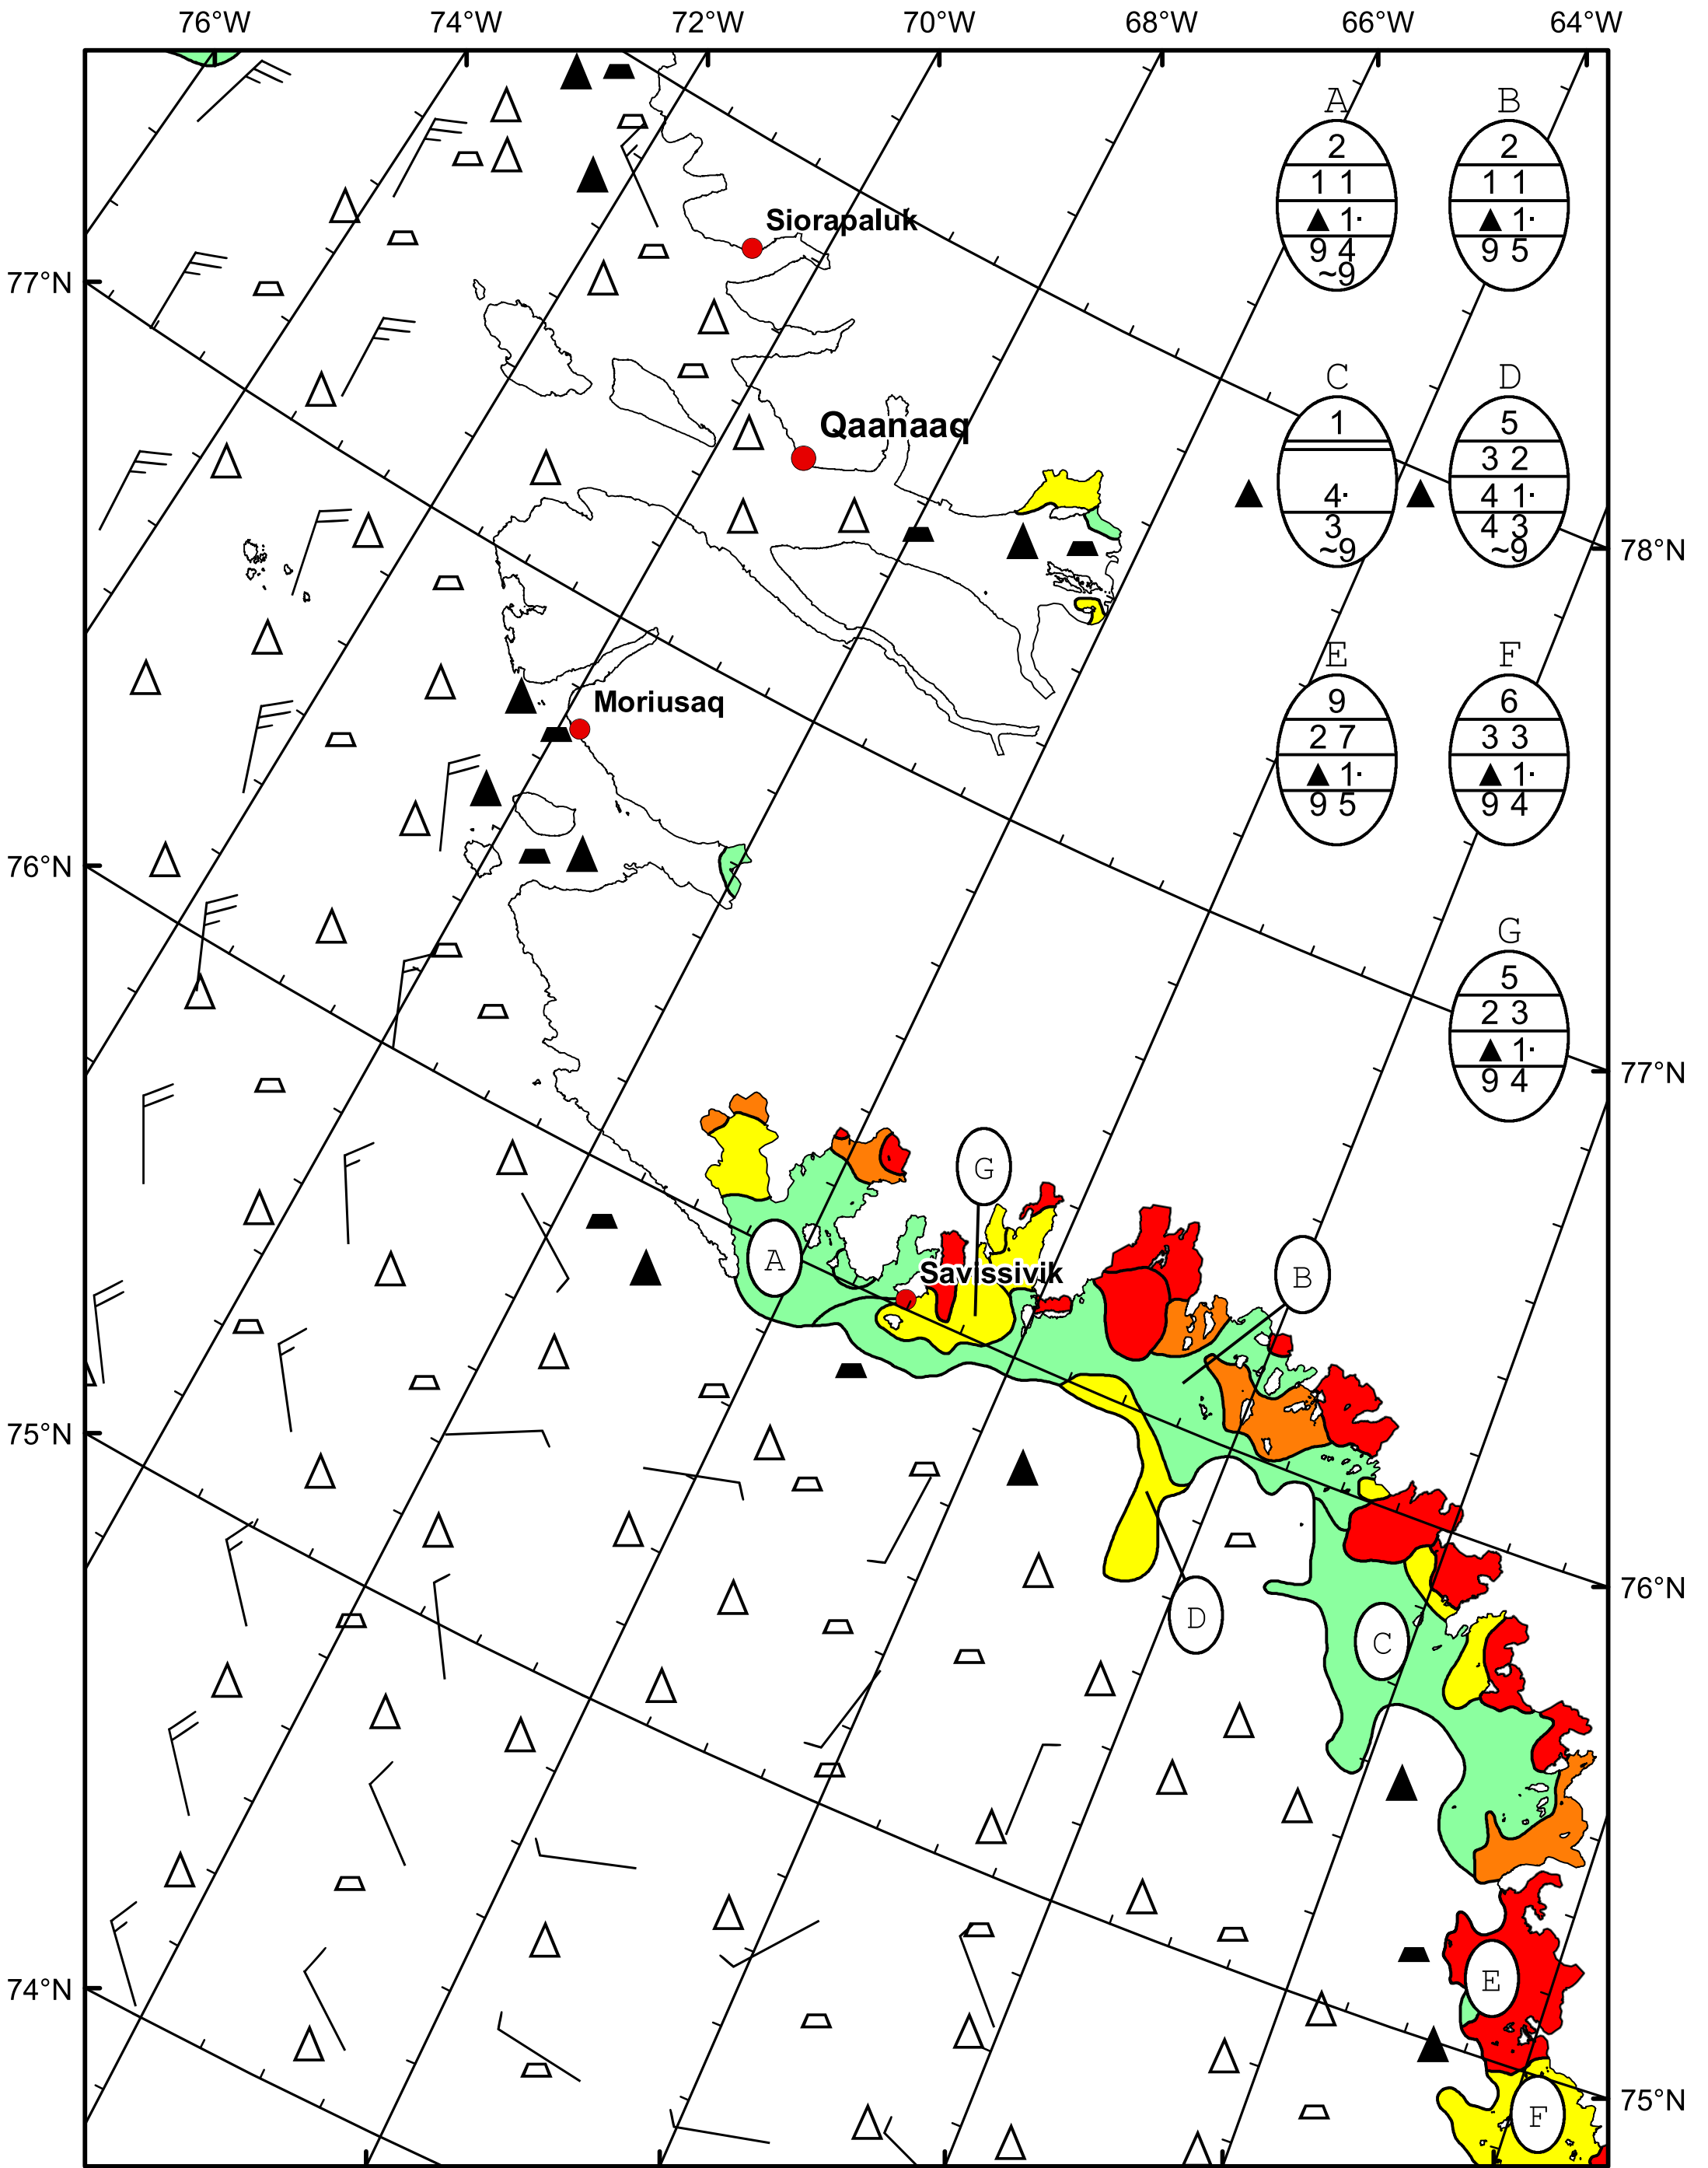 76°W 74°W 72°W 70°W 68°W 66°W 64°W
A B
2 2
1 1 1 1
▲ 1· ▲ 1·
9 4 9 5
~9
Siorapaluk
77°N
C D
1 5
3 2
4· 4 1·
3 4 3
~9 ~9
Qaanaaq
78°N
E F
9 6
2 7 3 3
▲ 1· ▲ 1·
9 5 9 4
Moriusaq
76°N
G
5
2 3
▲ 1·
9 4
77°N
G
A
Savissivik
B
75°N
76°N
D
C
E
74°N
75°N
F